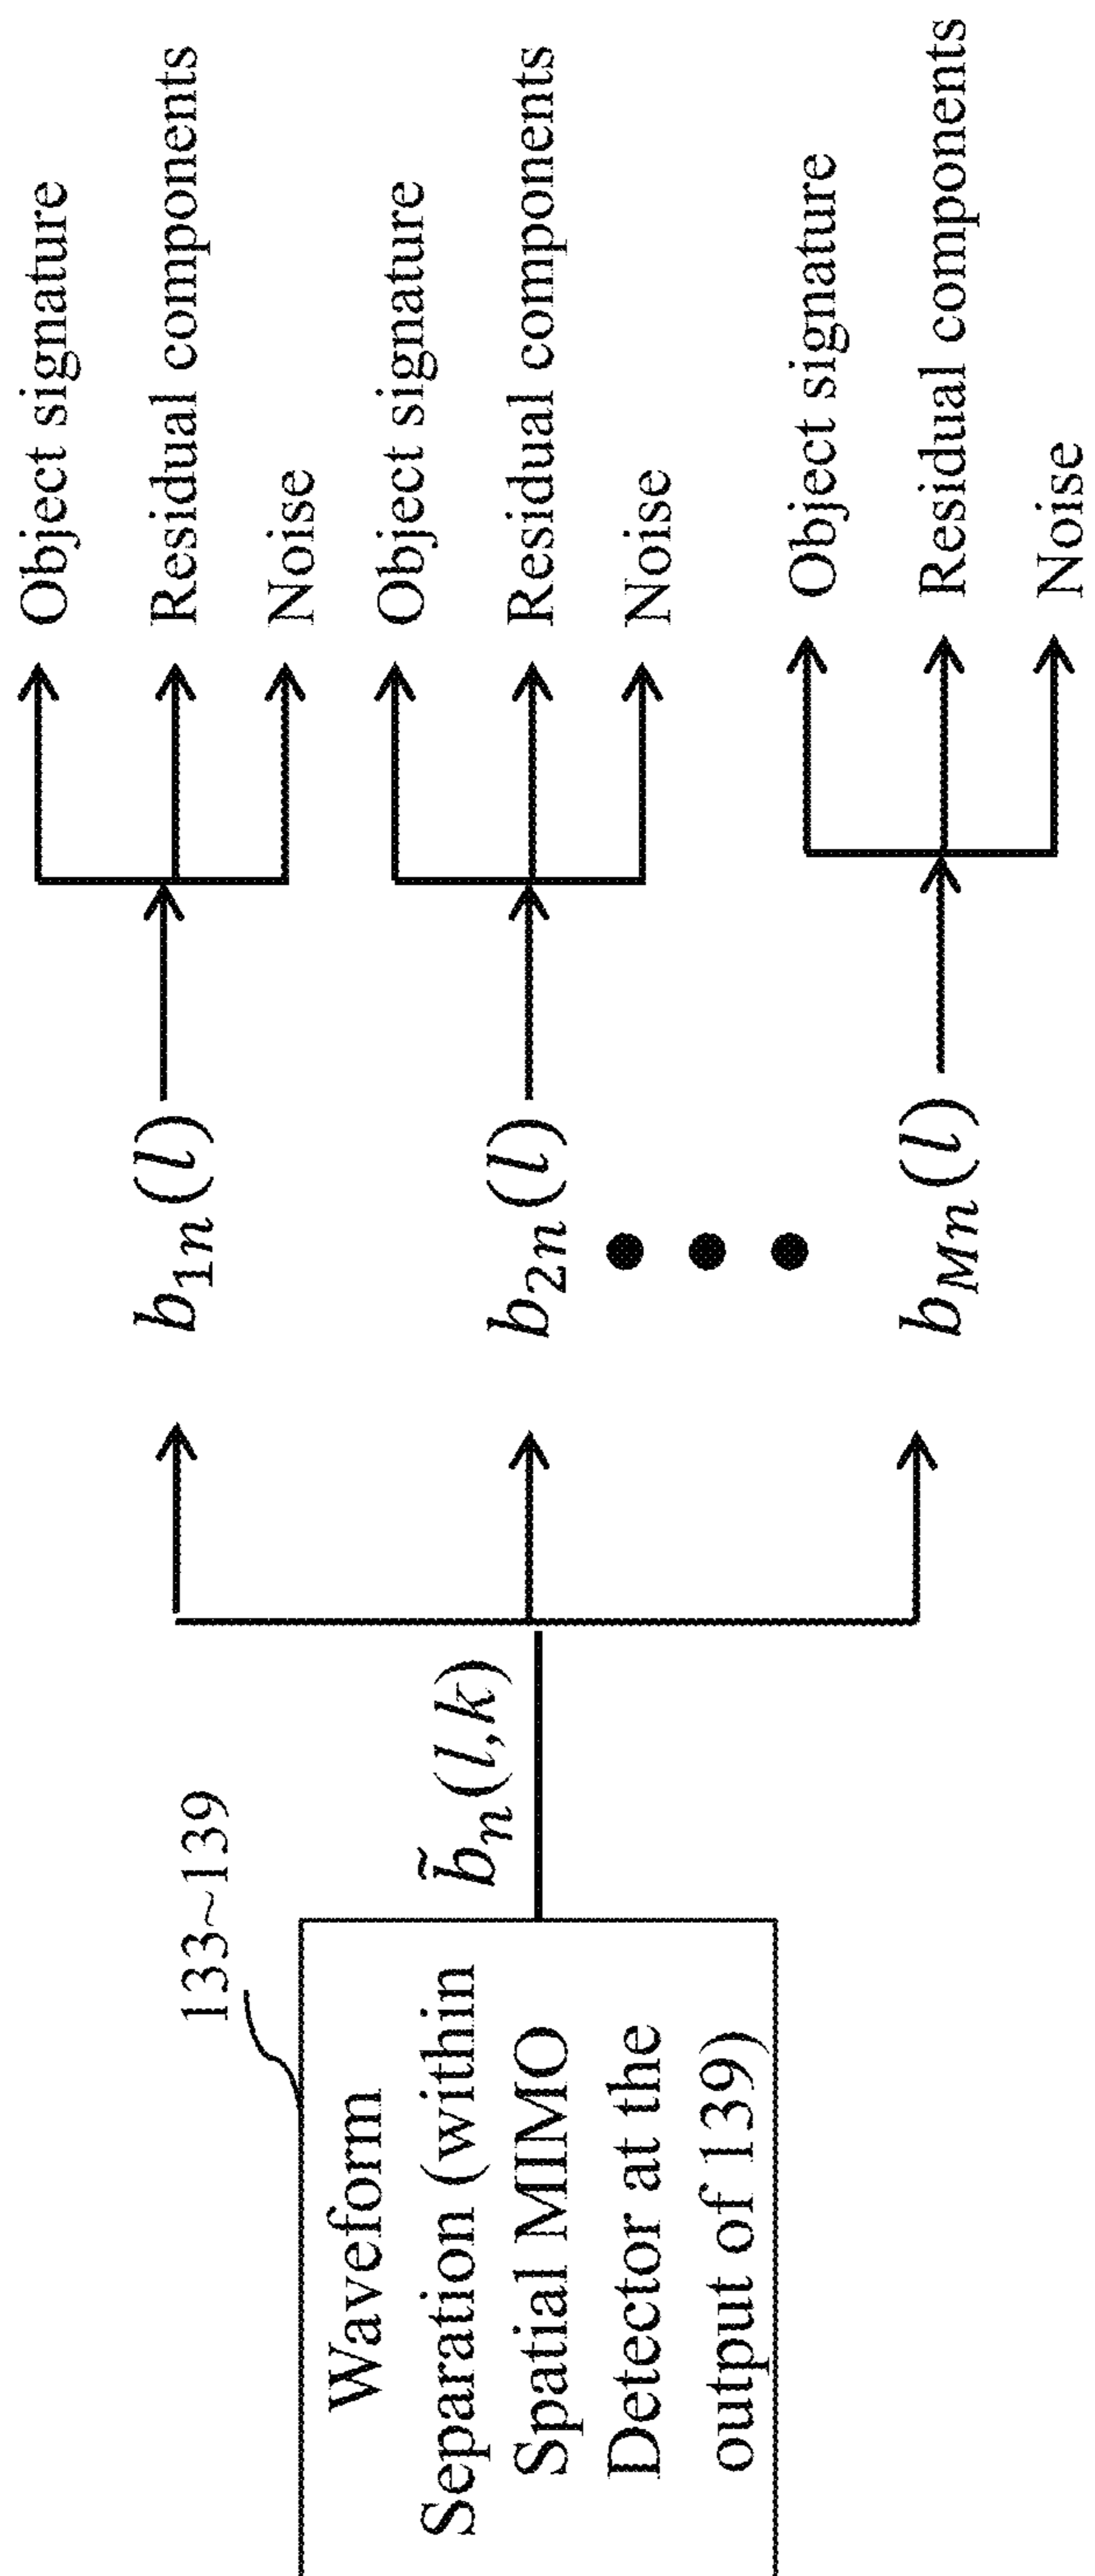 133~139
Waveform
Separation (within
Spatial MIMO
Detector at the
output of 139)
b̃ₙ(l,k)
b₁ₙ(l)
Object signature
Residual components
Noise
b₂ₙ(l)
Object signature
Residual components
Noise
b_Mn(l)
Object signature
Residual components
Noise